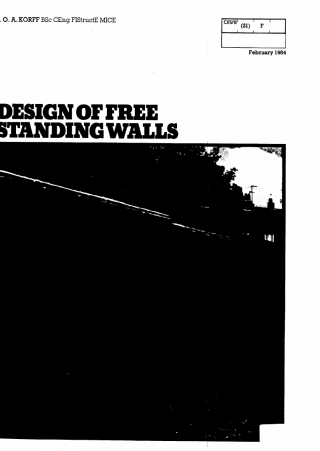 . O. A. KORFF BSc CEng FIStructE MICE
CI/SfB
(21) F
February 1984
DESIGN OF FREE
STANDING WALLS